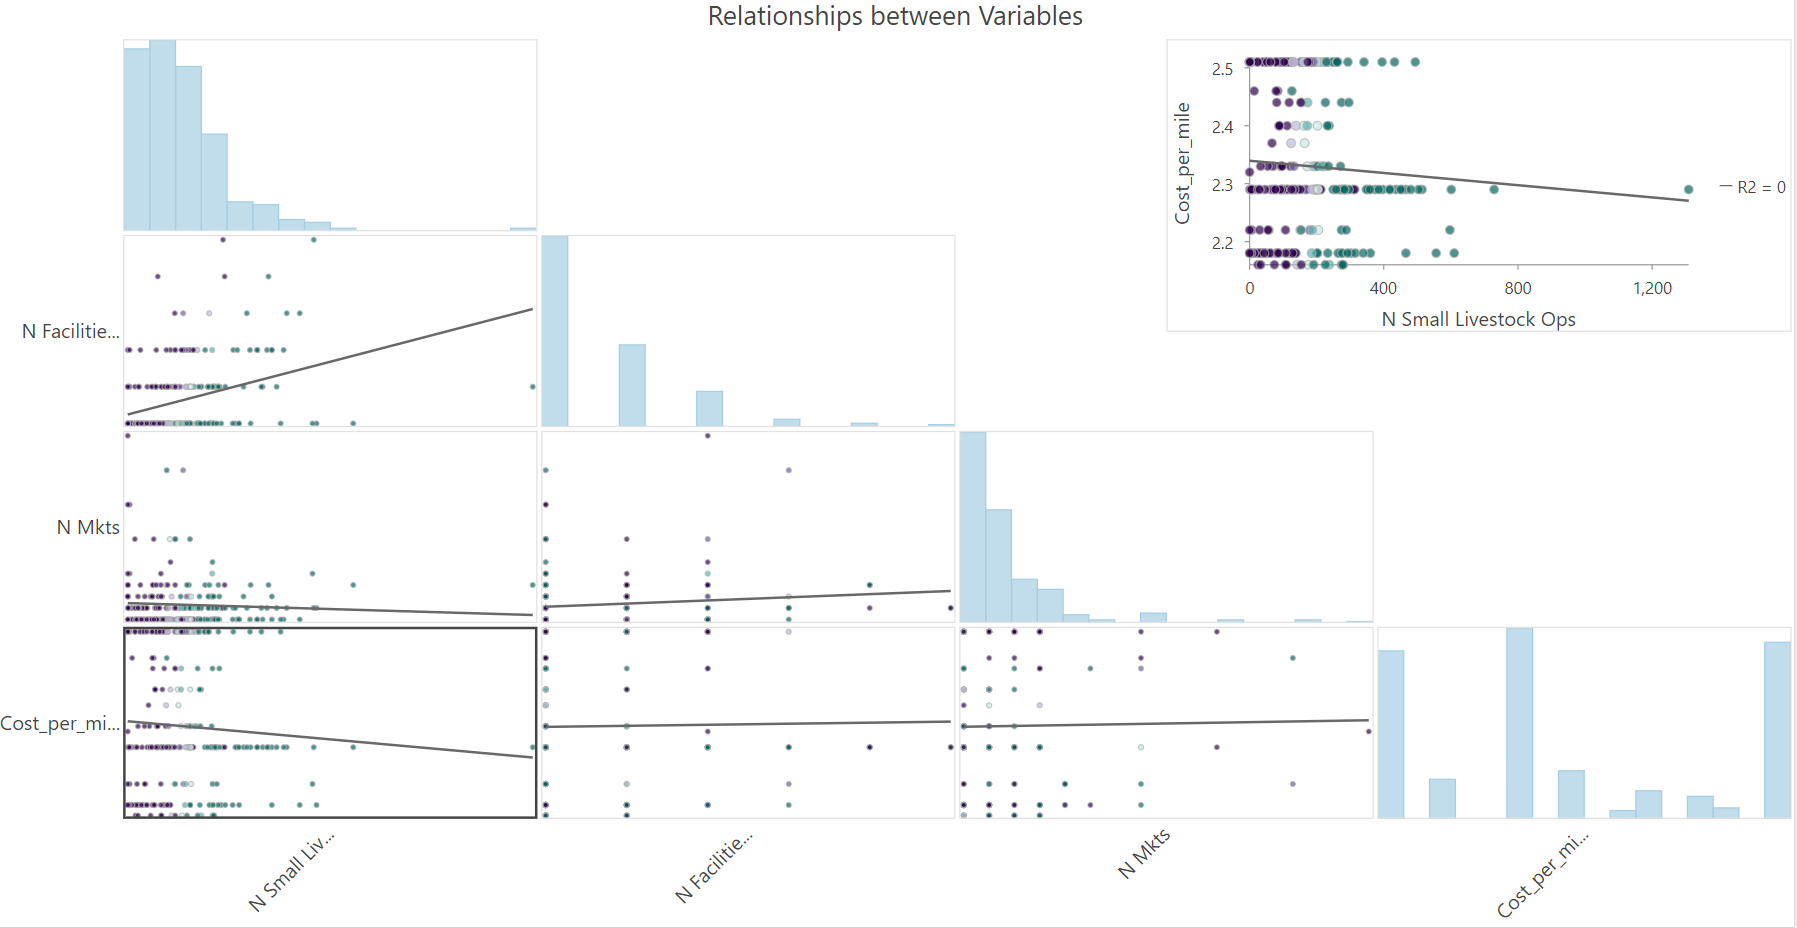 Relationships between Variables
2.5
2.4
2.3
2.2
Cost_per_mile
0
400
800
1,200
N Small Livestock Ops
R2 = 0
N Facilitie...
N Mkts
Cost_per_mi...
N Small Liv...
N Facilitie...
N Mkts
Cost_per_mi...